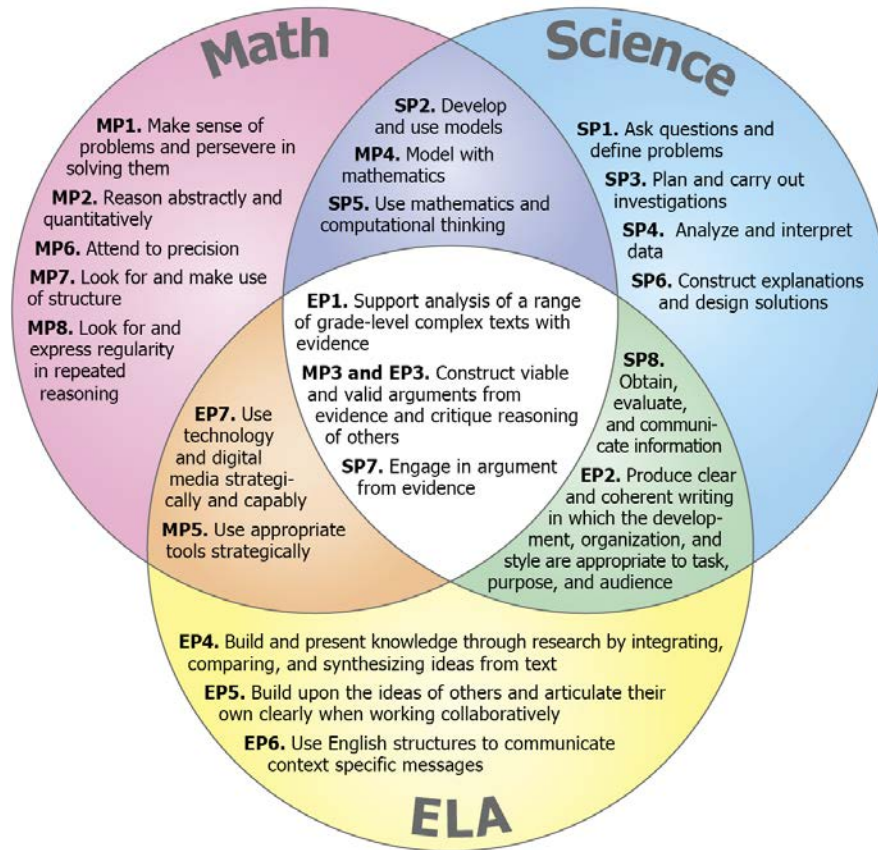 Math
Science
MP1. Make sense of
problems and persevere in
solving them
MP2. Reason abstractly and
quantitatively
MP6. Attend to precision
MP7. Look for and make use
of structure
MP8. Look for and
express regularity
in repeated
reasoning
SP2. Develop
and use models
MP4. Model with
mathematics
SP5. Use mathematics and
computational thinking
SP1. Ask questions and
define problems
SP3. Plan and carry out
investigations
SP4. Analyze and interpret
data
SP6. Construct explanations
and design solutions
EP1. Support analysis of a range
of grade-level complex texts with
evidence
MP3 and EP3. Construct viable
and valid arguments from
evidence and critique reasoning
of others
SP7. Engage in argument
from evidence
EP7. Use
technology
and digital
media strategi-
cally and capably
MP5. Use appropriate
tools strategically
SP8.
Obtain,
evaluate,
and communi-
cate information
EP2. Produce clear
and coherent writing
in which the develop-
ment, organization, and
style are appropriate to task,
purpose, and audience
EP4. Build and present knowledge through research by integrating,
comparing, and synthesizing ideas from text
EP5. Build upon the ideas of others and articulate their
own clearly when working collaboratively
EP6. Use English structures to communicate
context specific messages
ELA